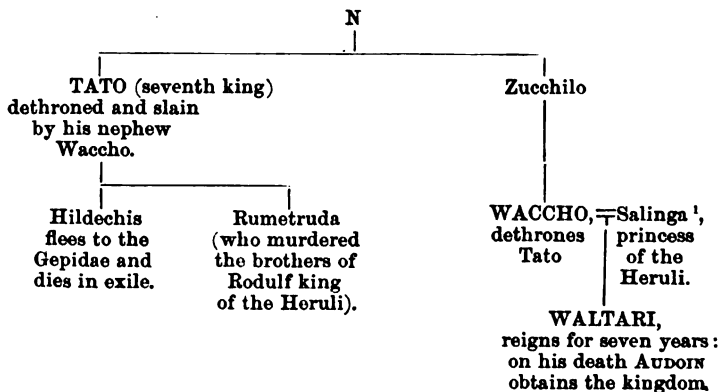 N
TATO (seventh king)
dethroned and slain
by his nephew
Waccho.
Zucchilo
Hildechis
flees to the
Gepidae and
dies in exile.
Rumetruda
(who murdered
the brothers of
Rodulf king
of the Heruli).
WACCHO,
dethrones
Tato
Salinga ¹,
princess
of the
Heruli.
WALTARI,
reigns for seven years:
on his death AUDOIN
obtains the kingdom.